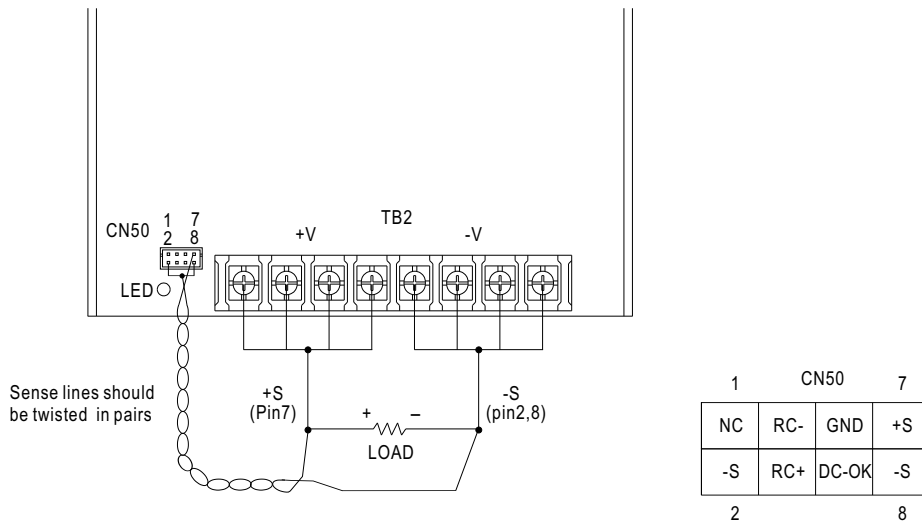 TB2
+V -V
CN50
1 7
2 8
LED
Sense lines should
be twisted in pairs
+S
(Pin7)
-S
(pin2,8)
+ –
LOAD
1 CN50 7
NC RC- GND +S
-S RC+ DC-OK -S
2 8